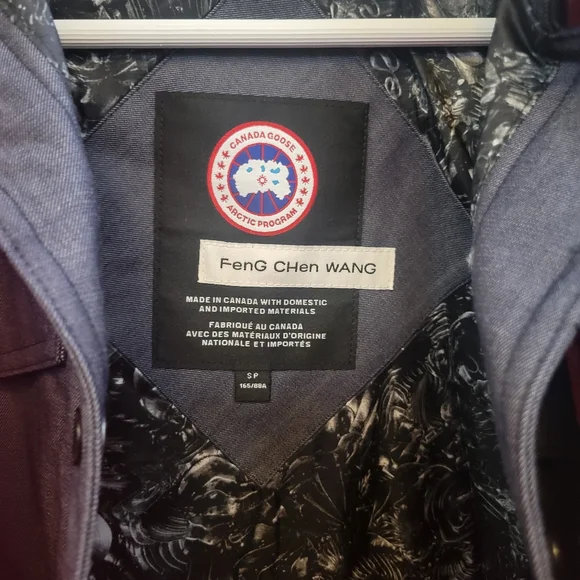 CANADA GOOSE
ARCTIC PROGRAM
FenG CHen WANG
MADE IN CANADA WITH DOMESTIC
AND IMPORTED MATERIALS
FABRIQUÉ AU CANADA
AVEC DES MATÉRIAUX D'ORIGINE
NATIONALE ET IMPORTÉS
S P
165/88A